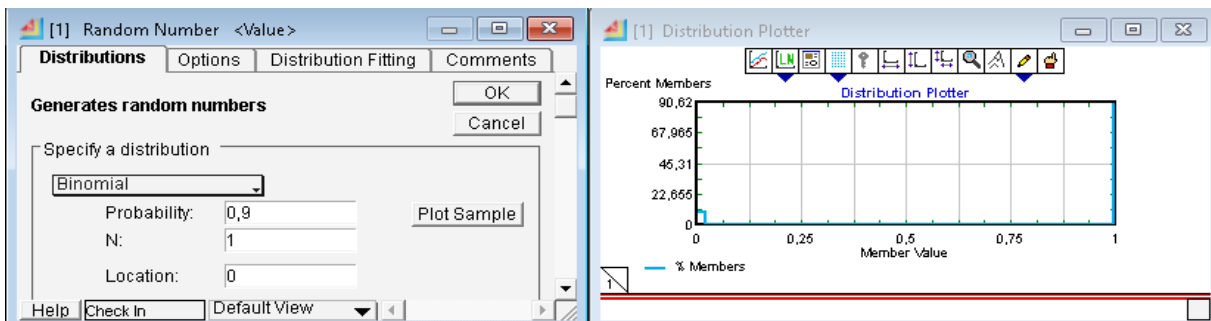 [1] Random Number <Value>
Distributions Options Distribution Fitting Comments
Generates random numbers
OK
Cancel
Specify a distribution
Binomial
Probability: 0,9
Plot Sample
N: 1
Location: 0
Help Check In Default View
[1] Distribution Plotter
LN
Percent Members
Distribution Plotter
90,62
67,965
45,31
22,655
0
0 0,25 0,5 0,75 1
Member Value
% Members
1